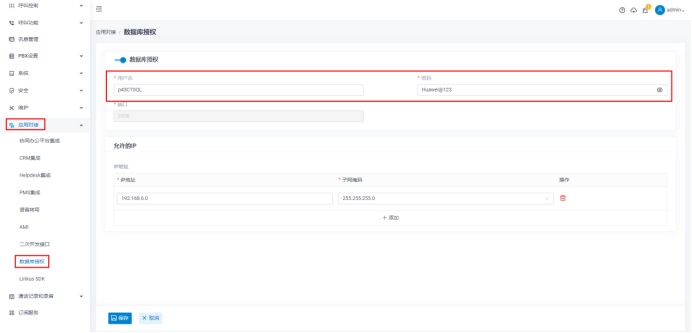 呼叫控制
admin
呼叫功能
应用对接 / 数据库授权
讯息管理
PBX设置
数据库授权
系统
* 用户名
* 密码
安全
p43CTIQL
Huawei@123
维护
* 端口
应用对接
协同办公平台集成
允许的IP
CRM集成
IP地址
Helpdesk集成
* IP地址
* 子网掩码
操作
PMS集成
192.168.6.0
255.255.255.0
语音转写
+ 添加
AMI
二次开发接口
数据库授权
Linkus SDK
通话记录和录音
订阅服务
保存
取消